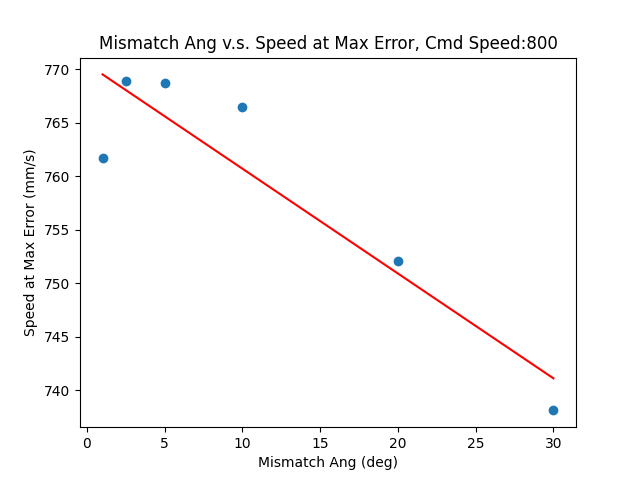 Mismatch Ang v.s. Speed at Max Error, Cmd Speed:800
770
765
760
755
750
745
740
Speed at Max Error (mm/s)
0 5 10 15 20 25 30
Mismatch Ang (deg)